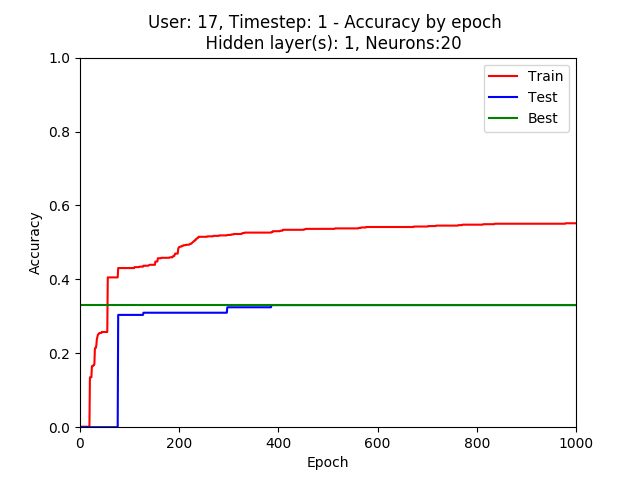 User: 17, Timestep: 1 - Accuracy by epoch
Hidden layer(s): 1, Neurons:20
Train
Test
Best
Accuracy
1.0
0.8
0.6
0.4
0.2
0.0
0
200
400
600
800
1000
Epoch